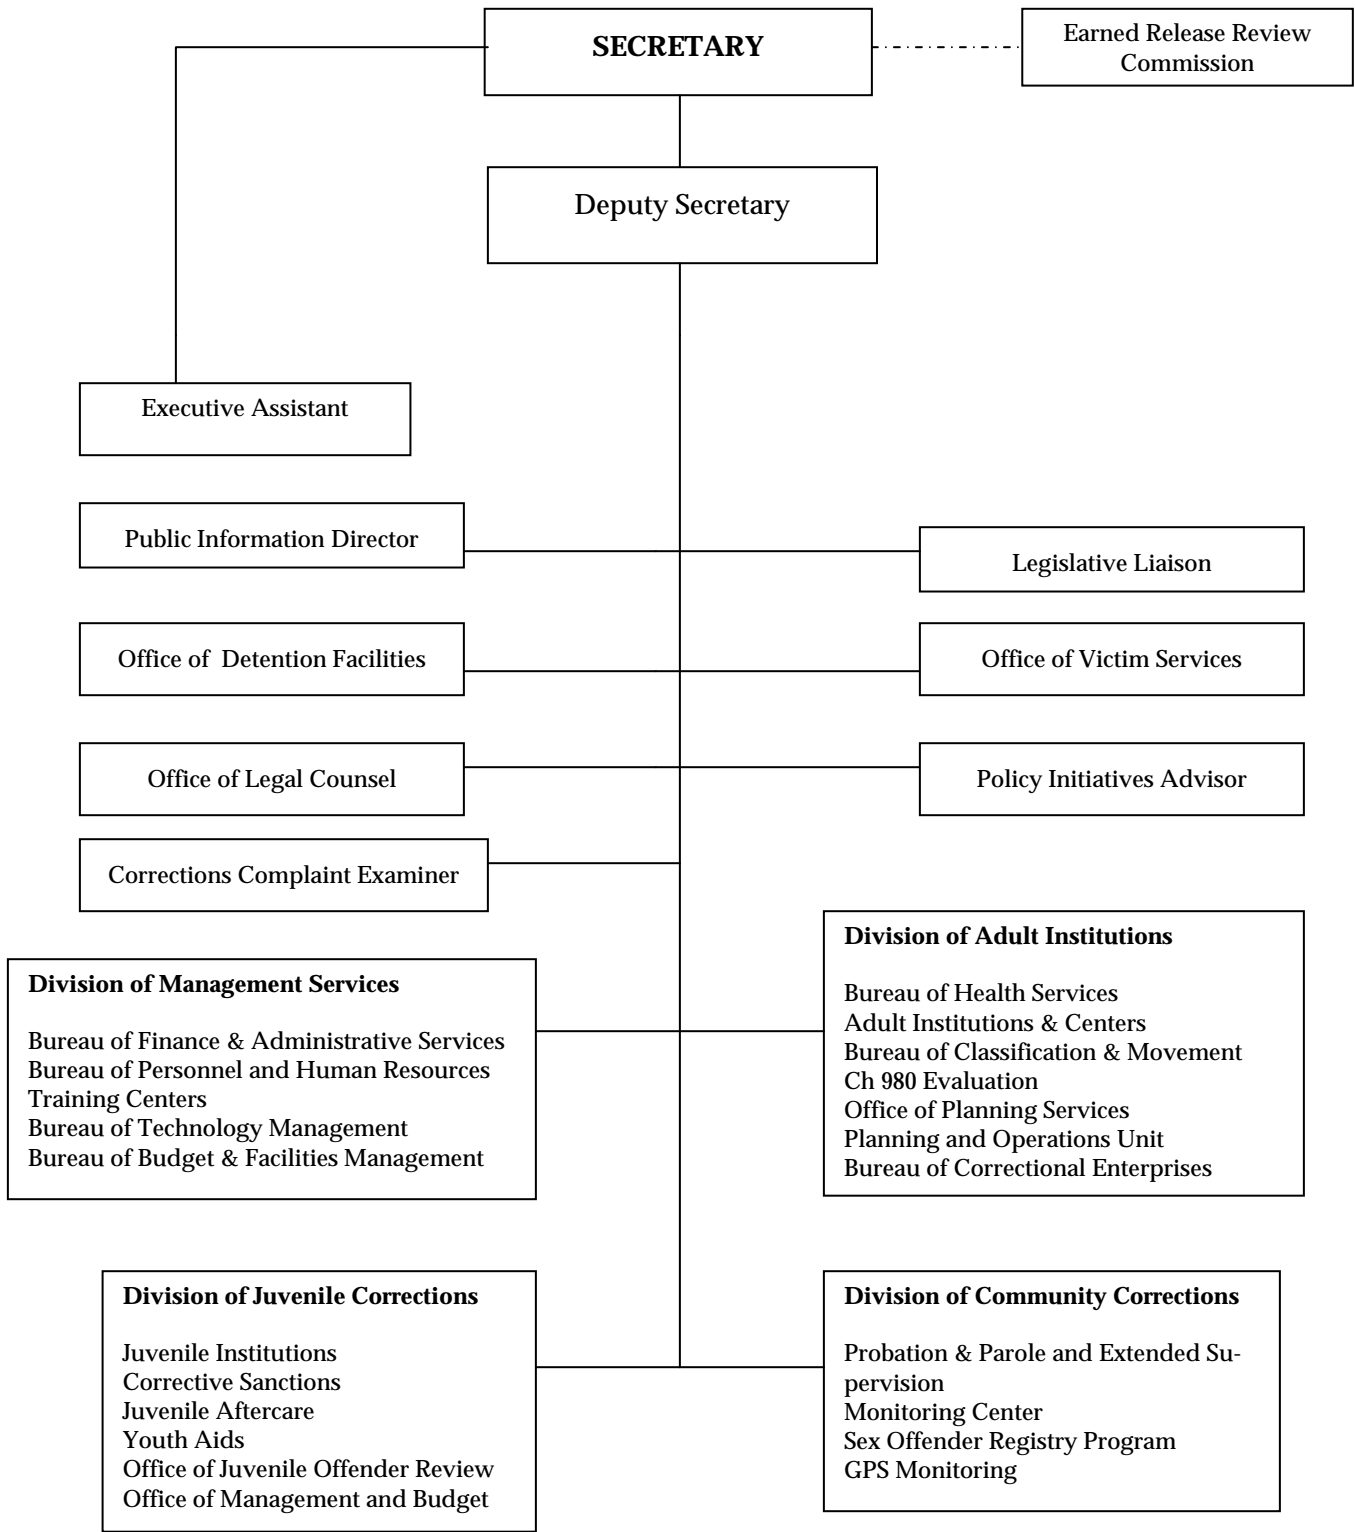 SECRETARY
Earned Release Review
Commission
Deputy Secretary
Executive Assistant
Public Information Director
Legislative Liaison
Office of  Detention Facilities
Office of Victim Services
Office of Legal Counsel
Policy Initiatives Advisor
Corrections Complaint Examiner
Division of Management Services
Bureau of Finance & Administrative Services
Bureau of Personnel and Human Resources
Training Centers
Bureau of Technology Management
Bureau of Budget & Facilities Management
Division of Adult Institutions
Bureau of Health Services
Adult Institutions & Centers
Bureau of Classification & Movement
Ch 980 Evaluation
Office of Planning Services
Planning and Operations Unit
Bureau of Correctional Enterprises
Division of Juvenile Corrections
Juvenile Institutions
Corrective Sanctions
Juvenile Aftercare
Youth Aids
Office of Juvenile Offender Review
Office of Management and Budget
Division of Community Corrections
Probation & Parole and Extended Su-
pervision
Monitoring Center
Sex Offender Registry Program
GPS Monitoring